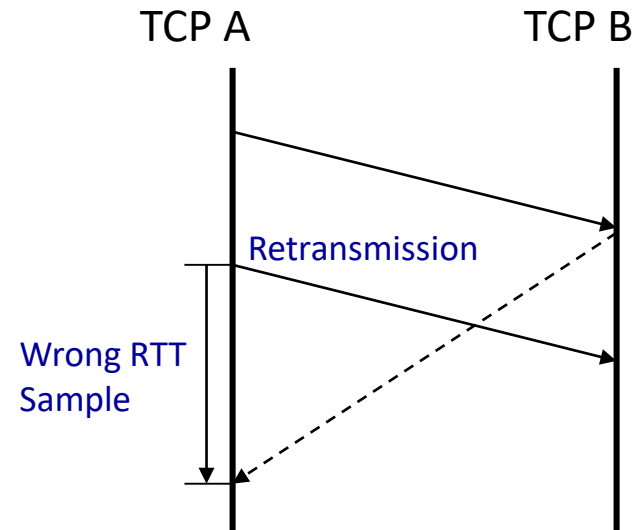 TCP A
TCP B
Retransmission
Wrong RTT
Sample